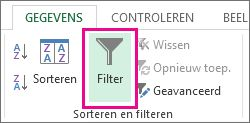 GEGEVENS CONTROLEREN BEEL
A Z Z A Sorteren Filter Wissen
Z A Opnieuw toep.
Geavanceerd
Sorteren en filteren